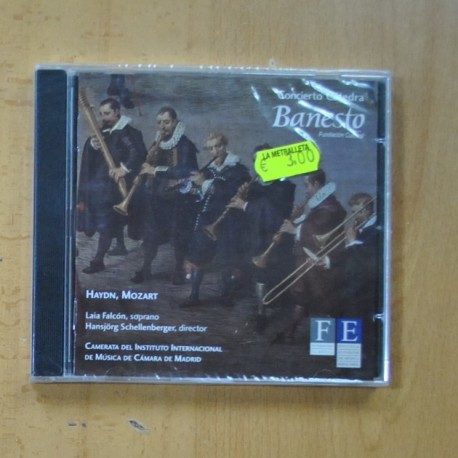 Concierto Cátedra
Banesto
Fundación
LA METRALLETA
€ 3.00
HAYDN, MOZART
Laia Falcón, soprano
Hansjörg Schellenberger, director
CAMERATA DEL INSTITUTO INTERNACIONAL
DE MÚSICA DE CÁMARA DE MADRID
F E